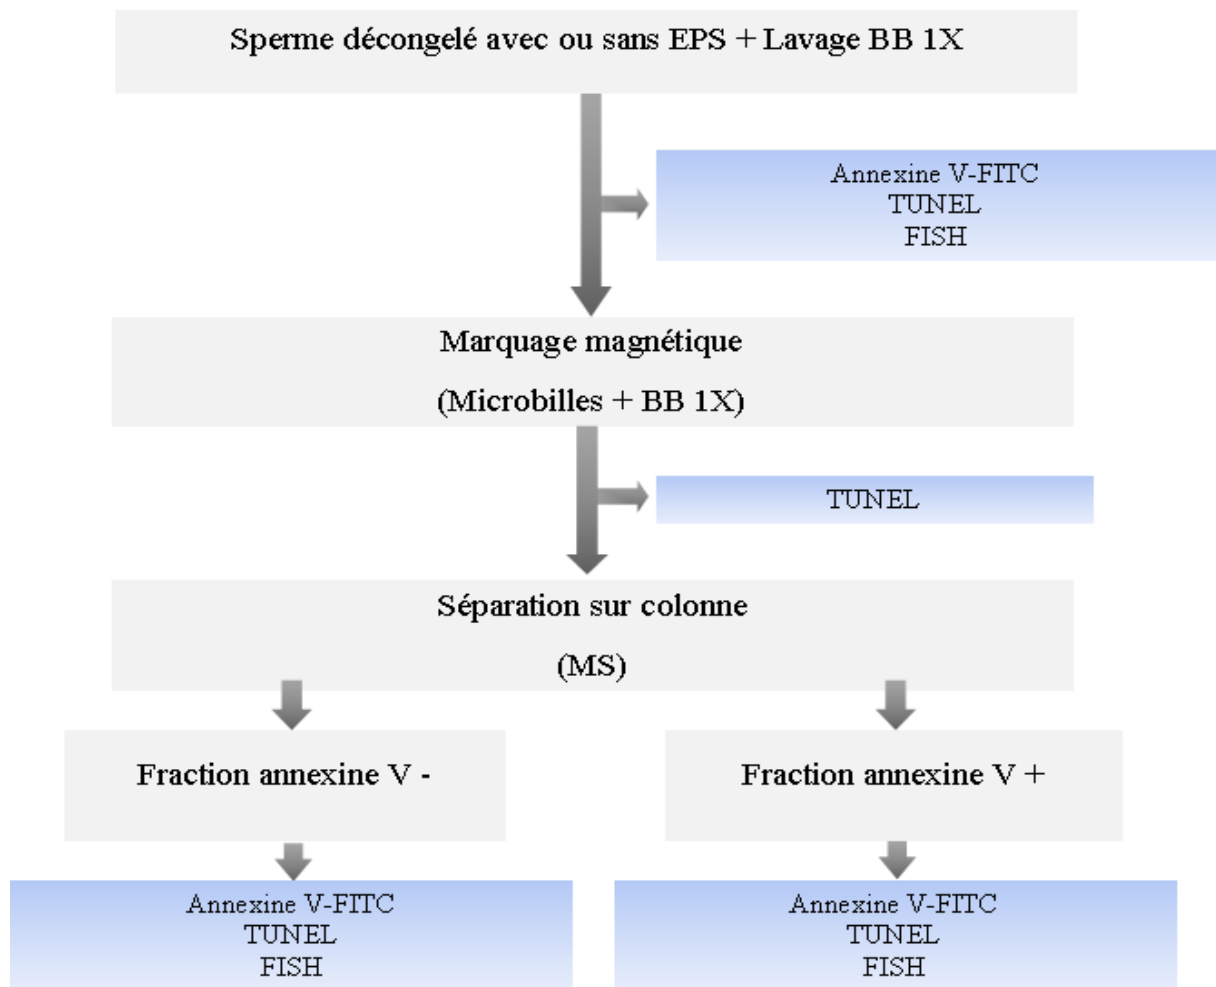 Sperme décongelé avec ou sans EPS + Lavage BB 1X
Annexine V-FITC
TUNEL
FISH
Marquage magnétique
(Microbilles + BB 1X)
TUNEL
Séparation sur colonne
(MS)
Fraction annexine V -
Fraction annexine V +
Annexine V-FITC
TUNEL
FISH
Annexine V-FITC
TUNEL
FISH